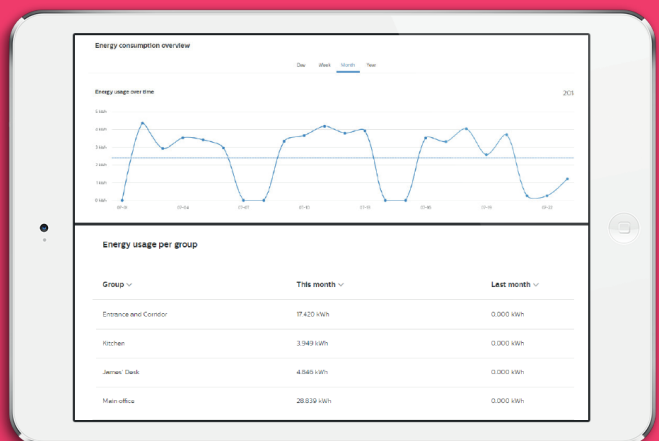 Energy consumption overview
Day Week Month Year
Energy usage over time
Energy usage per group
Group This month Last month
Entrance and Corridor 17.420 kWh 0.000 kWh
Kitchen 3.949 kWh 0.000 kWh
James' Desk 4.646 kWh 0.000 kWh
Main office 28.839 kWh 0.000 kWh